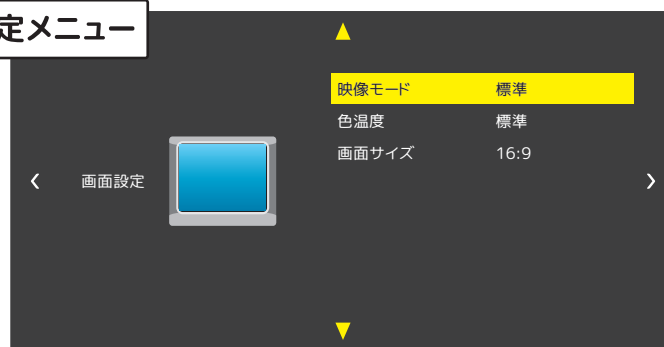 定メニュー
映像モード 標準
色温度 標準
画面サイズ 16:9
画面設定